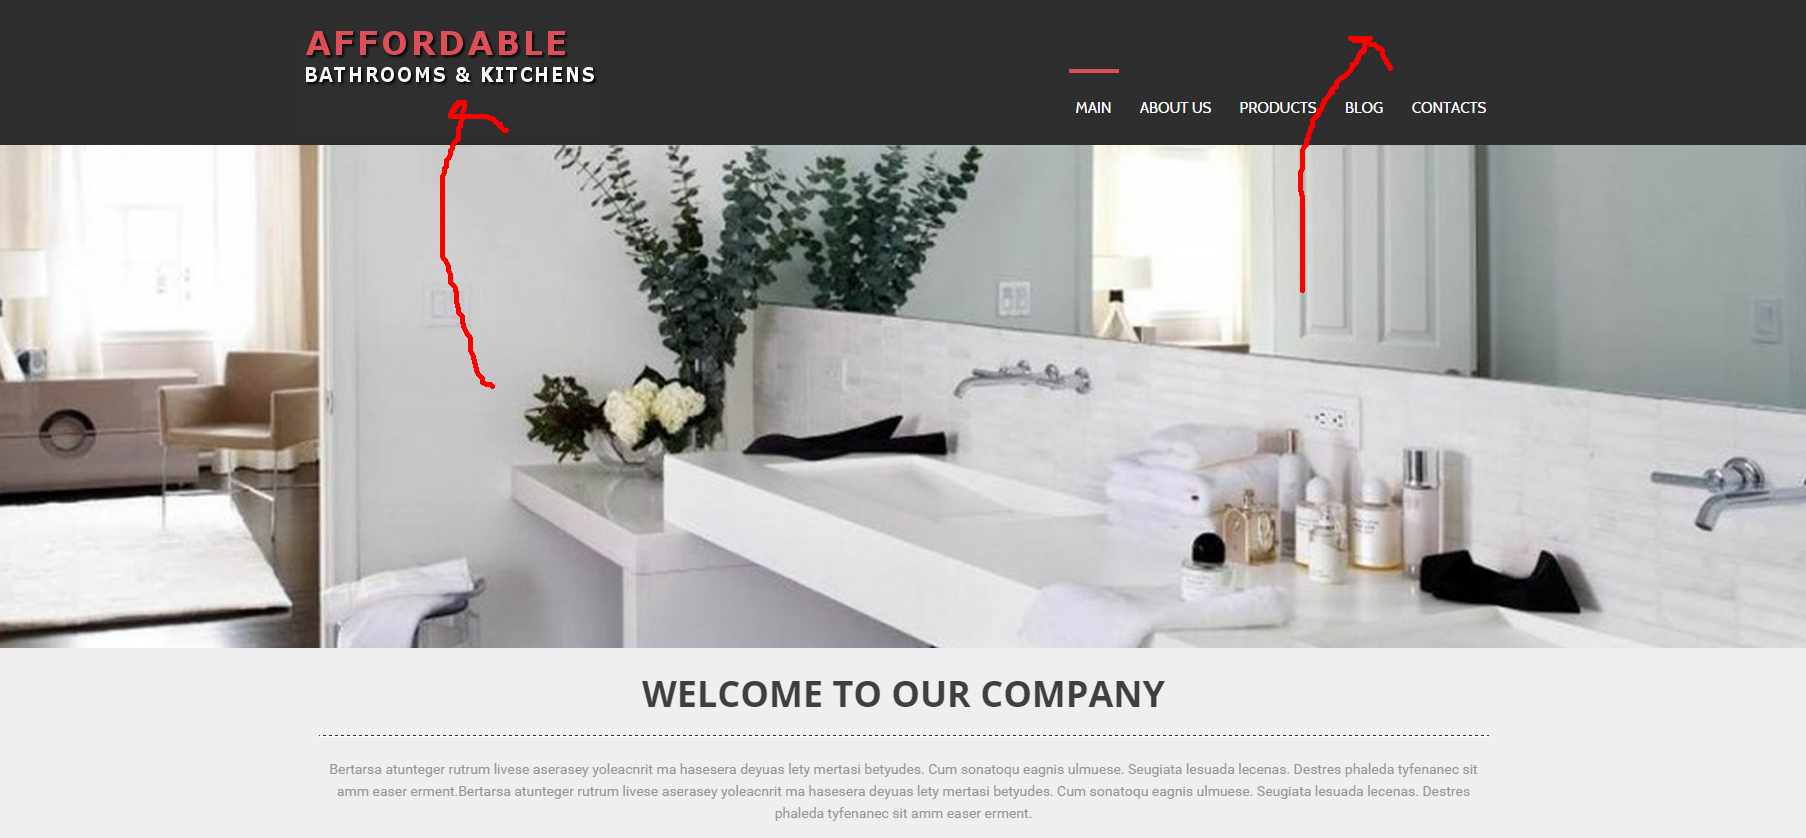 AFFORDABLE
BATHROOMS & KITCHENS
MAIN ABOUT US PRODUCTS BLOG CONTACTS
WELCOME TO OUR COMPANY
Bertarsa atunteger rutrum livese aserasey yoleacnrit ma hasesera deyuas lety mertasi betyudes. Cum sonatoqu eagnis ulmuese. Seugiata lesuada lecenas. Destres phaleda tyfenanec sit
amm easer erment.Bertarsa atunteger rutrum livese aserasey yoleacnrit ma hasesera deyuas lety mertasi betyudes. Cum sonatoqu eagnis ulmuese. Seugiata lesuada lecenas. Destres
phaleda tyfenanec sit amm easer erment.